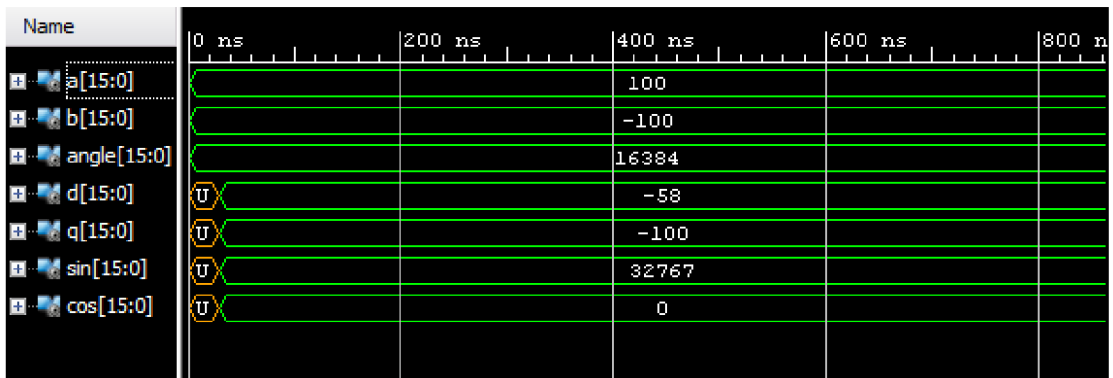 Name
0 ns 200 ns 400 ns 600 ns 800 n
a[15:0] 100
b[15:0] -100
angle[15:0] 16384
d[15:0] U -58
q[15:0] U -100
sin[15:0] U 32767
cos[15:0] U 0